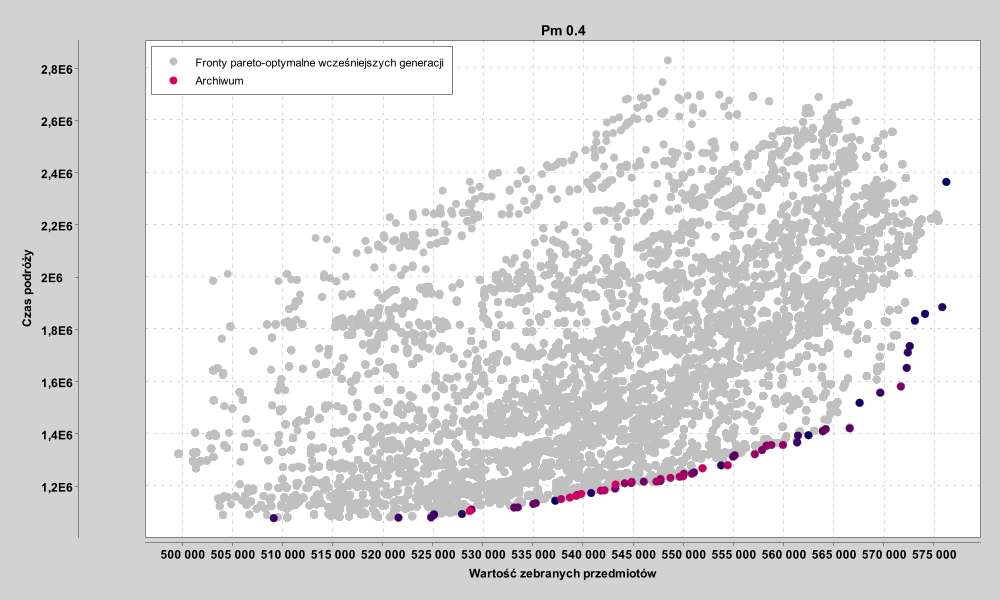 Pm 0.4
Fronty pareto-optymalne wcześniejszych generacji
Archiwum
2,8E6
2,6E6
2,4E6
2,2E6
2E6
1,8E6
1,6E6
1,4E6
1,2E6
Czas podróży
500 000 505 000 510 000 515 000 520 000 525 000 530 000 535 000 540 000 545 000 550 000 555 000 560 000 565 000 570 000 575 000
Wartość zebranych przedmiotów